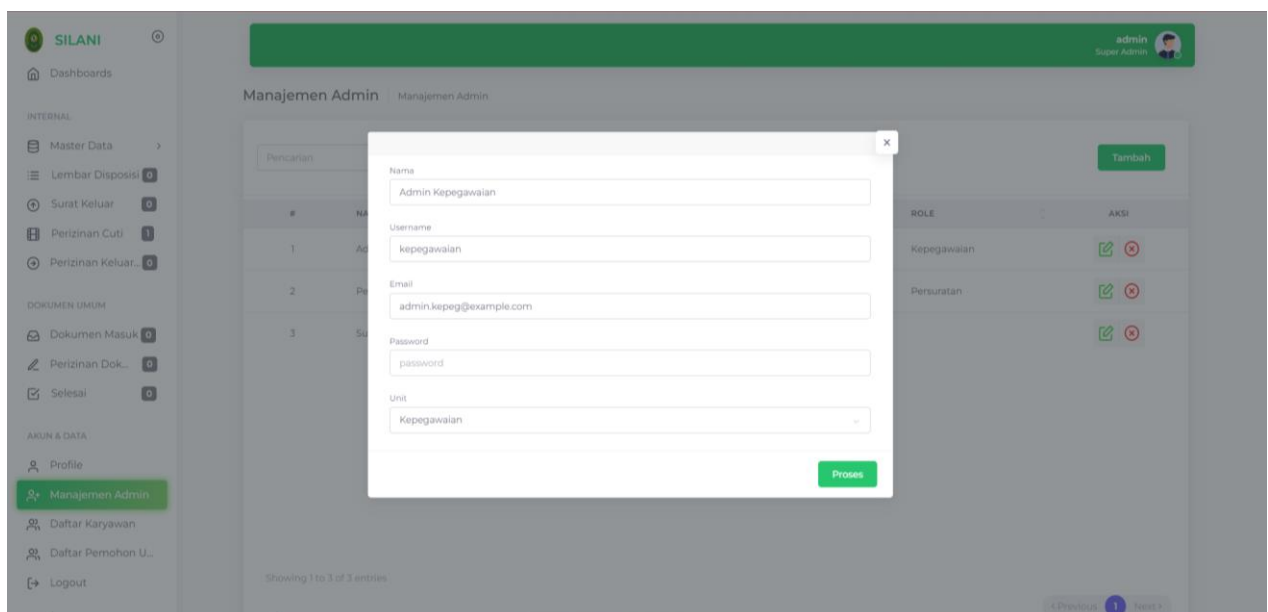 SILANI
admin
Super Admin
Dashboards
Manajemen Admin
Manajemen Admin
INTERNAL
Master Data
Lembar Disposisi 0
Surat Keluar 0
Perizinan Cuti 1
Perizinan Keluar... 0
DOKUMEN UMUM
Dokumen Masuk 0
Perizinan Dok... 0
Selesai 0
AKUN & DATA
Profile
Manajemen Admin
Daftar Karyawan
Daftar Pemohon U...
Logout
Pencarian
Tambah
# NA ROLE AKSI
1 Ad Kepegawaian
2 Pe Persuratan
3 Su
Nama
Admin Kepegawaian
Username
kepegawaian
Email
admin.kepeg@example.com
Password
password
Unit
Kepegawaian
Proses
Showing 1 to 3 of 3 entries
‹ Previous 1 Next ›